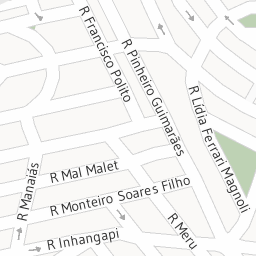 R Francisco Polito
R Pinheiro Guimarães
R Lídia Ferrari Magnoli
R Manaiás
R Mal Malet
R Monteiro Soares Filho
R Meru
R Inhangapi